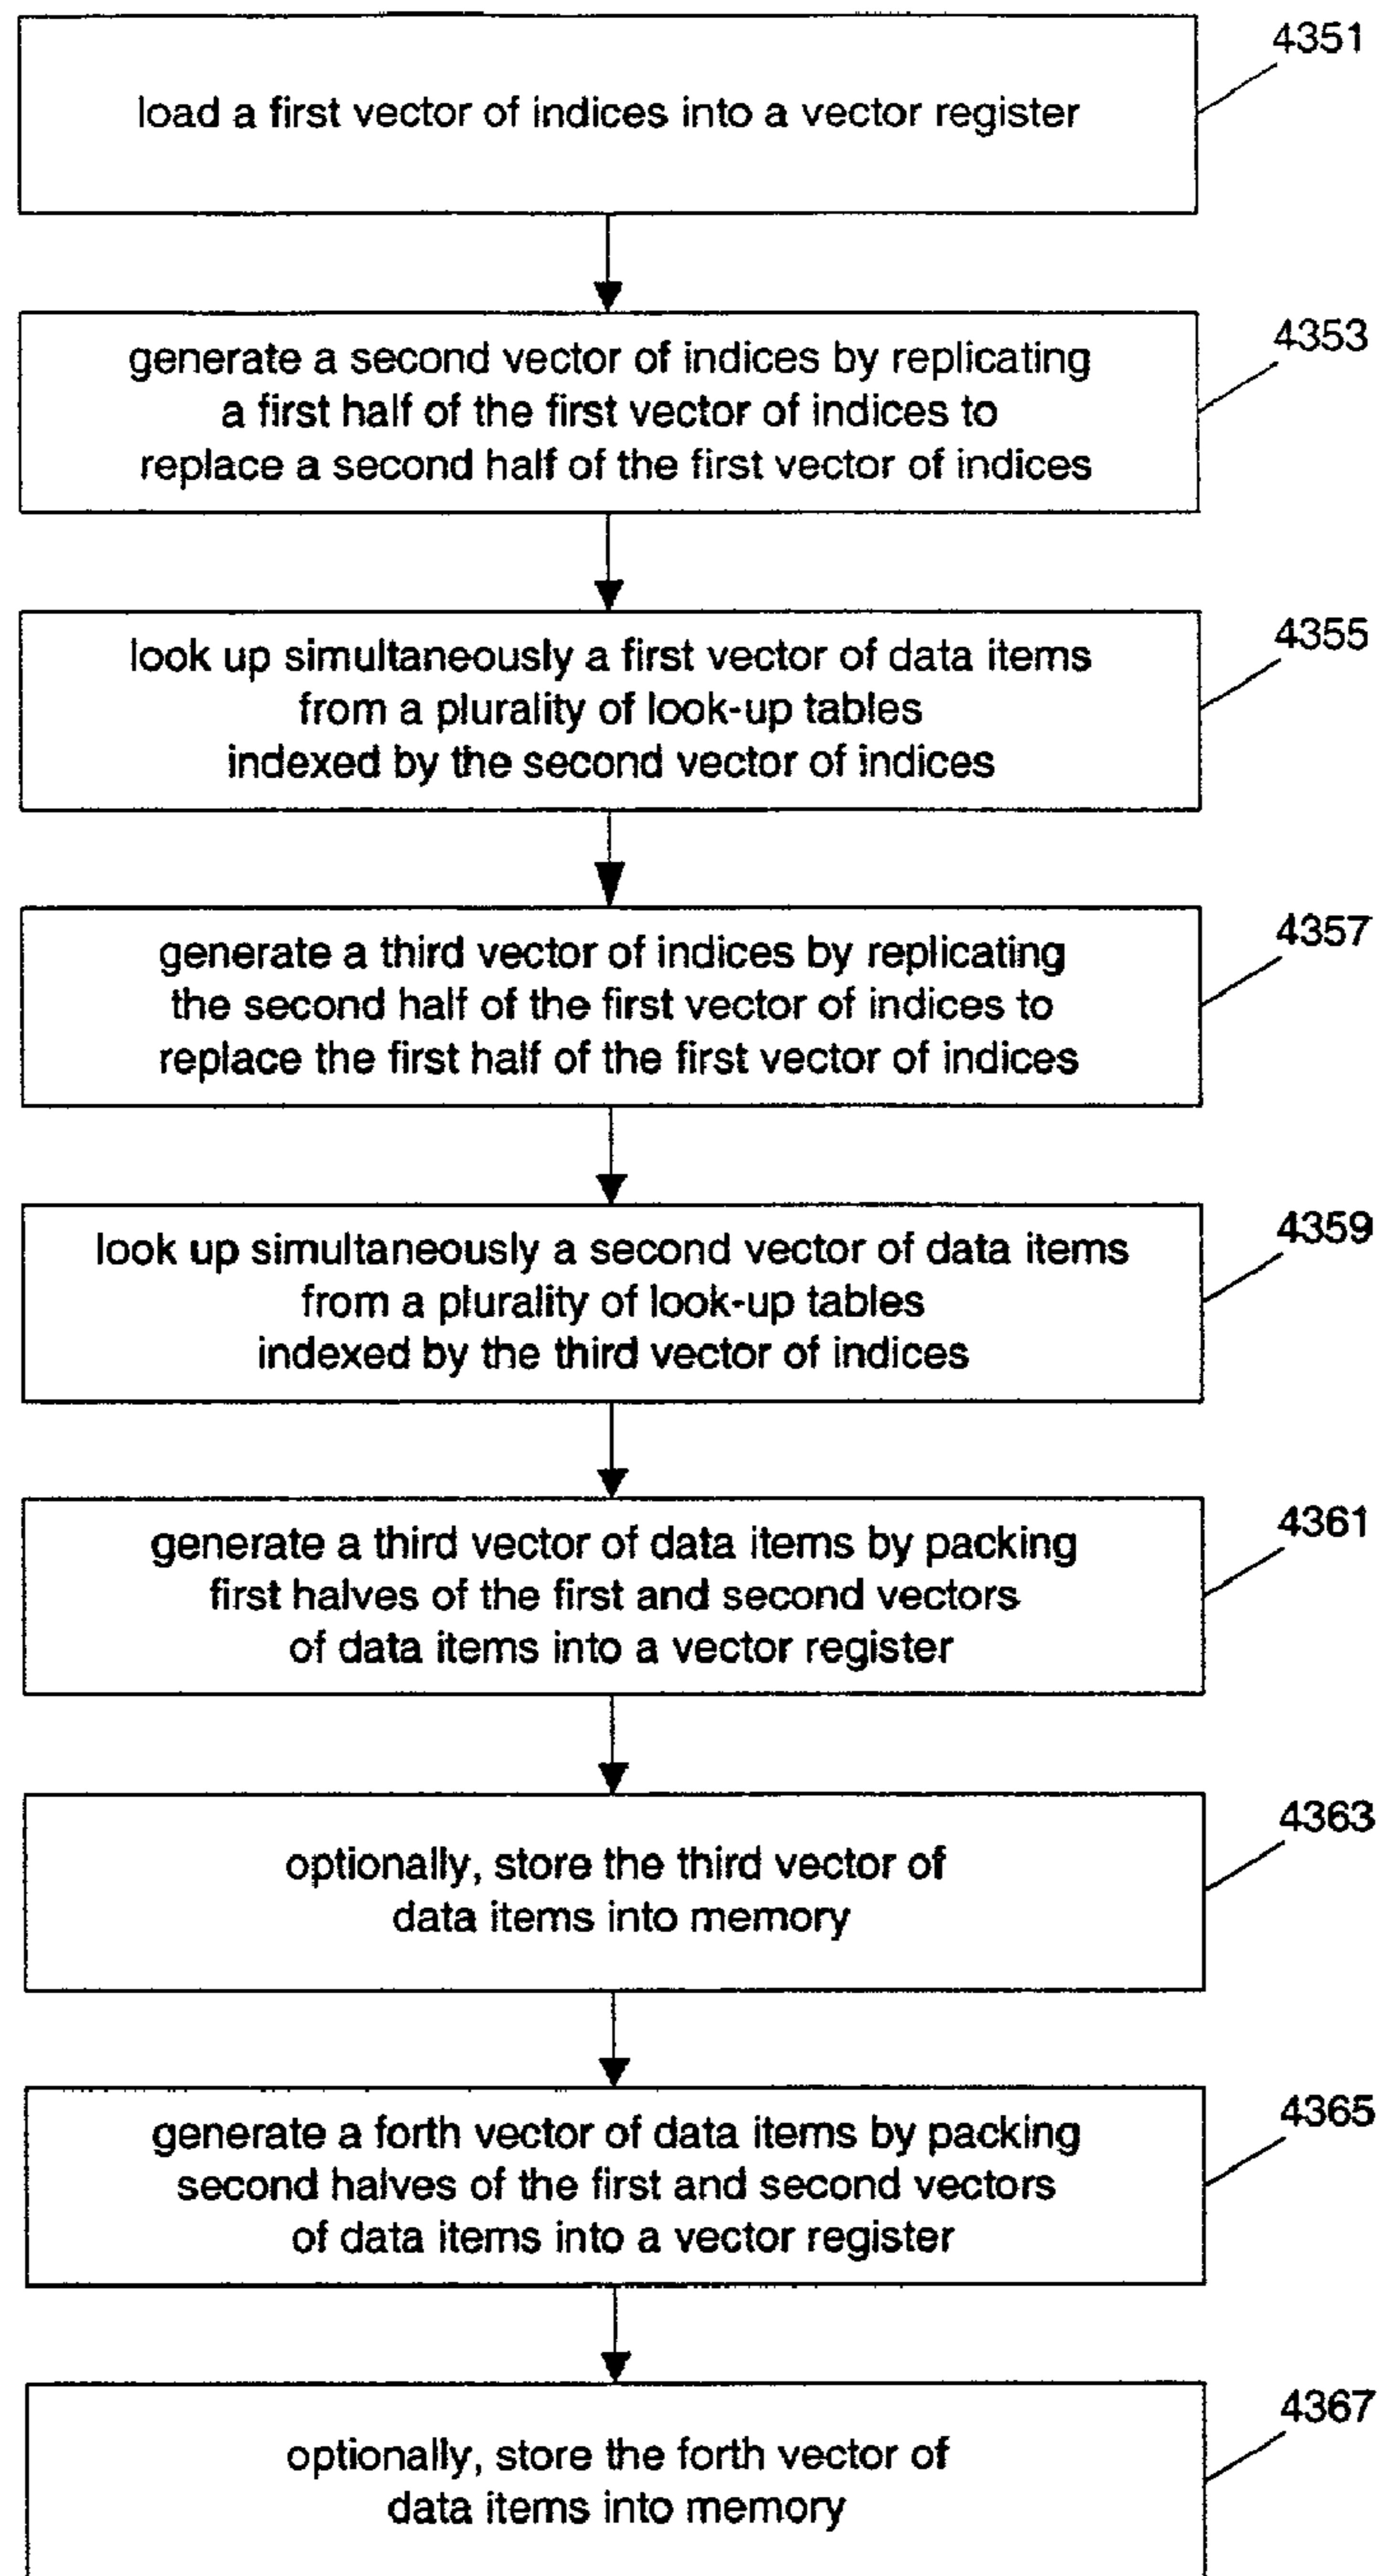 load a first vector of indices into a vector register
4351
generate a second vector of indices by replicating
a first half of the first vector of indices to
replace a second half of the first vector of indices
4353
look up simultaneously a first vector of data items
from a plurality of look-up tables
indexed by the second vector of indices
4355
generate a third vector of indices by replicating
the second half of the first vector of indices to
replace the first half of the first vector of indices
4357
look up simultaneously a second vector of data items
from a plurality of look-up tables
indexed by the third vector of indices
4359
generate a third vector of data items by packing
first halves of the first and second vectors
of data items into a vector register
4361
optionally, store the third vector of
data items into memory
4363
generate a forth vector of data items by packing
second halves of the first and second vectors
of data items into a vector register
4365
optionally, store the forth vector of
data items into memory
4367